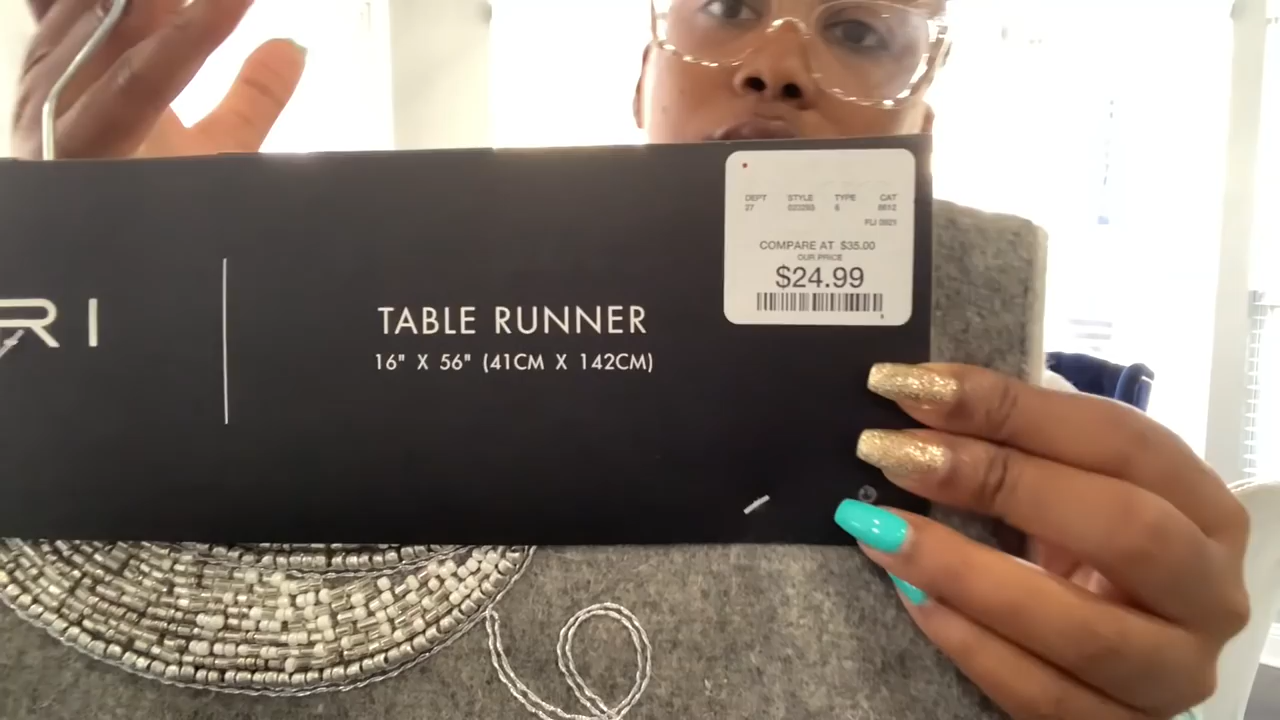 RI
TABLE RUNNER
16" X 56" (41CM X 142CM)
DEPT STYLE TYPE CAT
27 6
COMPARE AT $35.00
OUR PRICE
$24.99